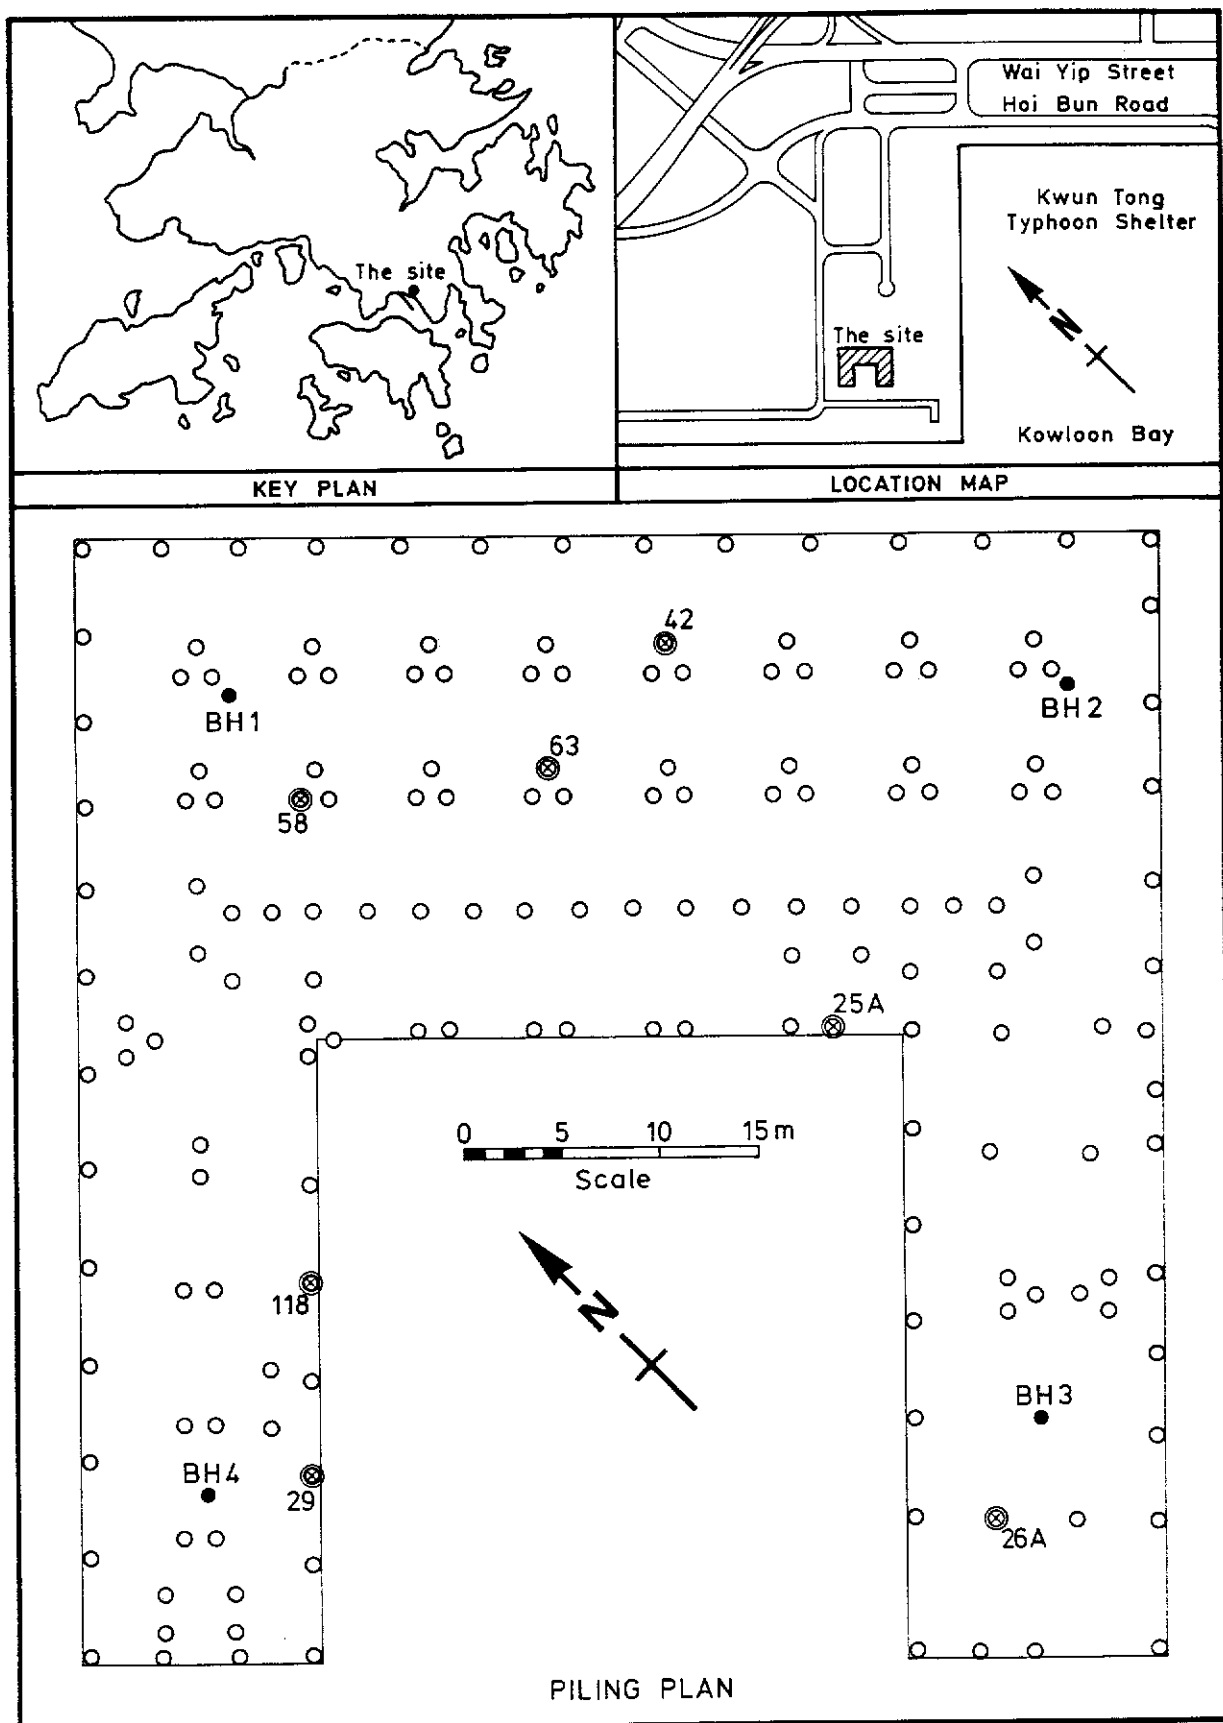 The site
KEY PLAN
Wai Yip Street
Hoi Bun Road
Kwun Tong
Typhoon Shelter
N
The site
Kowloon Bay
LOCATION MAP
42
BH1
BH2
63
58
25A
0 5 10 15m
Scale
N
118
BH3
BH4
29
26A
PILING PLAN